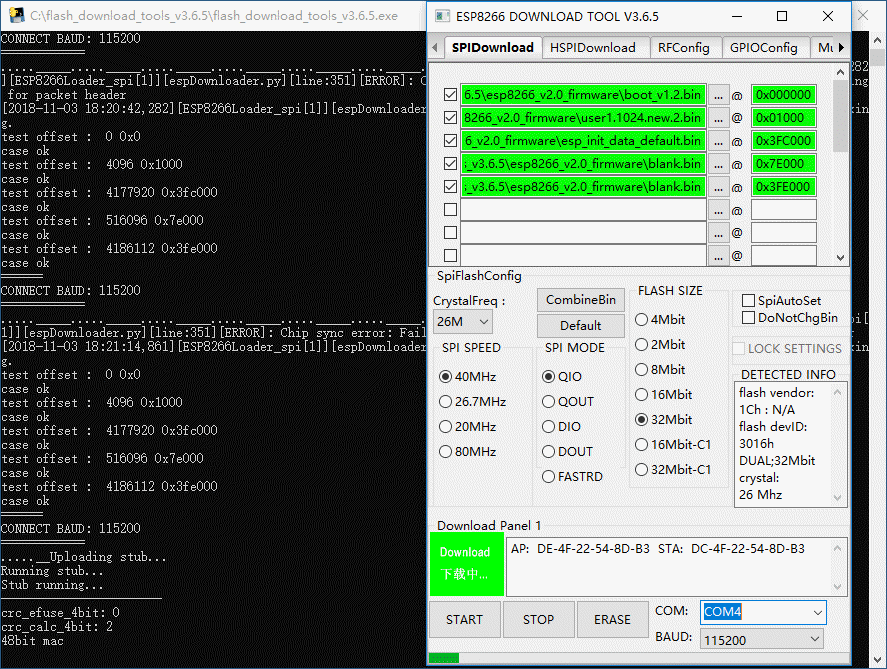 C:\flash_download_tools_v3.6.5\flash_download_tools_v3.6.5.exe
CONNECT BAUD: 115200
][ESP8266Loader_spi[1]][espDownloader.py][line:351][ERROR]: C
for packet header
[2018-11-03 18:20:42,282][ESP8266Loader_spi[1]][espDownloader
g.
test offset :  0 0x0
case ok
test offset :  4096 0x1000
case ok
test offset :  4177920 0x3fc000
case ok
test offset :  516096 0x7e000
case ok
test offset :  4186112 0x3fe000
case ok
CONNECT BAUD: 115200
1]][espDownloader.py][line:351][ERROR]: Chip sync error: Fail
[2018-11-03 18:21:14,861][ESP8266Loader_spi[1]][espDownloader
g.
test offset :  0 0x0
case ok
test offset :  4096 0x1000
case ok
test offset :  4177920 0x3fc000
case ok
test offset :  516096 0x7e000
case ok
test offset :  4186112 0x3fe000
case ok
CONNECT BAUD: 115200
.....__Uploading stub...
Running stub...
Stub running...
crc_efuse_4bit: 0
crc_calc_4bit: 2
48bit mac
ESP8266 DOWNLOAD TOOL V3.6.5
SPIDownload HSPIDownload RFConfig GPIOConfig Mu
6.5\esp8266_v2.0_firmware\boot_v1.2.bin ... @ 0x000000
8266_v2.0_firmware\user1.1024.new.2.bin ... @ 0x01000
6_v2.0_firmware\esp_init_data_default.bin ... @ 0x3FC000
_v3.6.5\esp8266_v2.0_firmware\blank.bin ... @ 0x7E000
_v3.6.5\esp8266_v2.0_firmware\blank.bin ... @ 0x3FE000
... @
... @
... @
SpiFlashConfig
CrystalFreq :
26M
CombineBin
Default
SPI SPEED
40MHz
26.7MHz
20MHz
80MHz
SPI MODE
QIO
QOUT
DIO
DOUT
FASTRD
FLASH SIZE
4Mbit
2Mbit
8Mbit
16Mbit
32Mbit
16Mbit-C1
32Mbit-C1
SpiAutoSet
DoNotChgBin
LOCK SETTINGS
DETECTED INFO
flash vendor:
1Ch : N/A
flash devID:
3016h
DUAL;32Mbit
crystal:
26 Mhz
Download Panel 1
Download
下载中...
AP:  DE-4F-22-54-8D-B3  STA:  DC-4F-22-54-8D-B3
START STOP ERASE
COM: COM4
BAUD: 115200